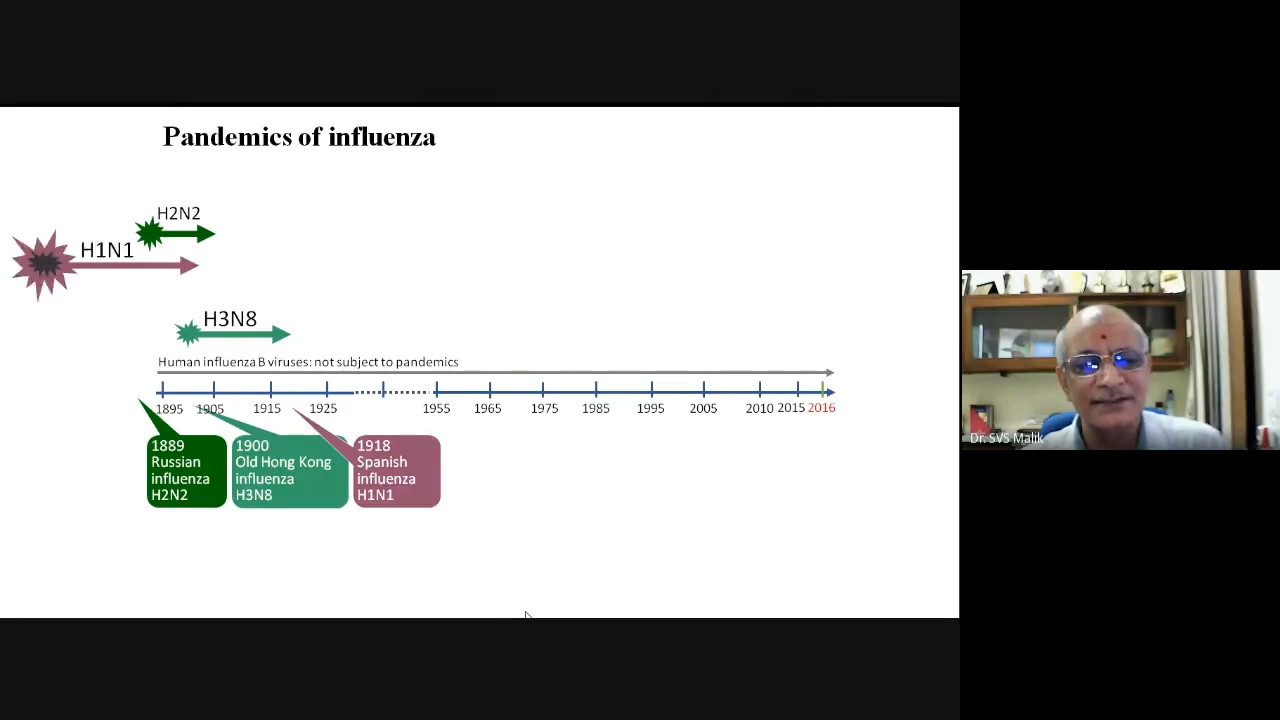 Pandemics of influenza
H2N2
H1N1
H3N8
Human influenza B viruses: not subject to pandemics
1895 1905 1915 1925 1955 1965 1975 1985 1995 2005 2010 2015 2016
1889
Russian
influenza
H2N2
1900
Old Hong Kong
influenza
H3N8
1918
Spanish
influenza
H1N1
Dr. SVS Malik